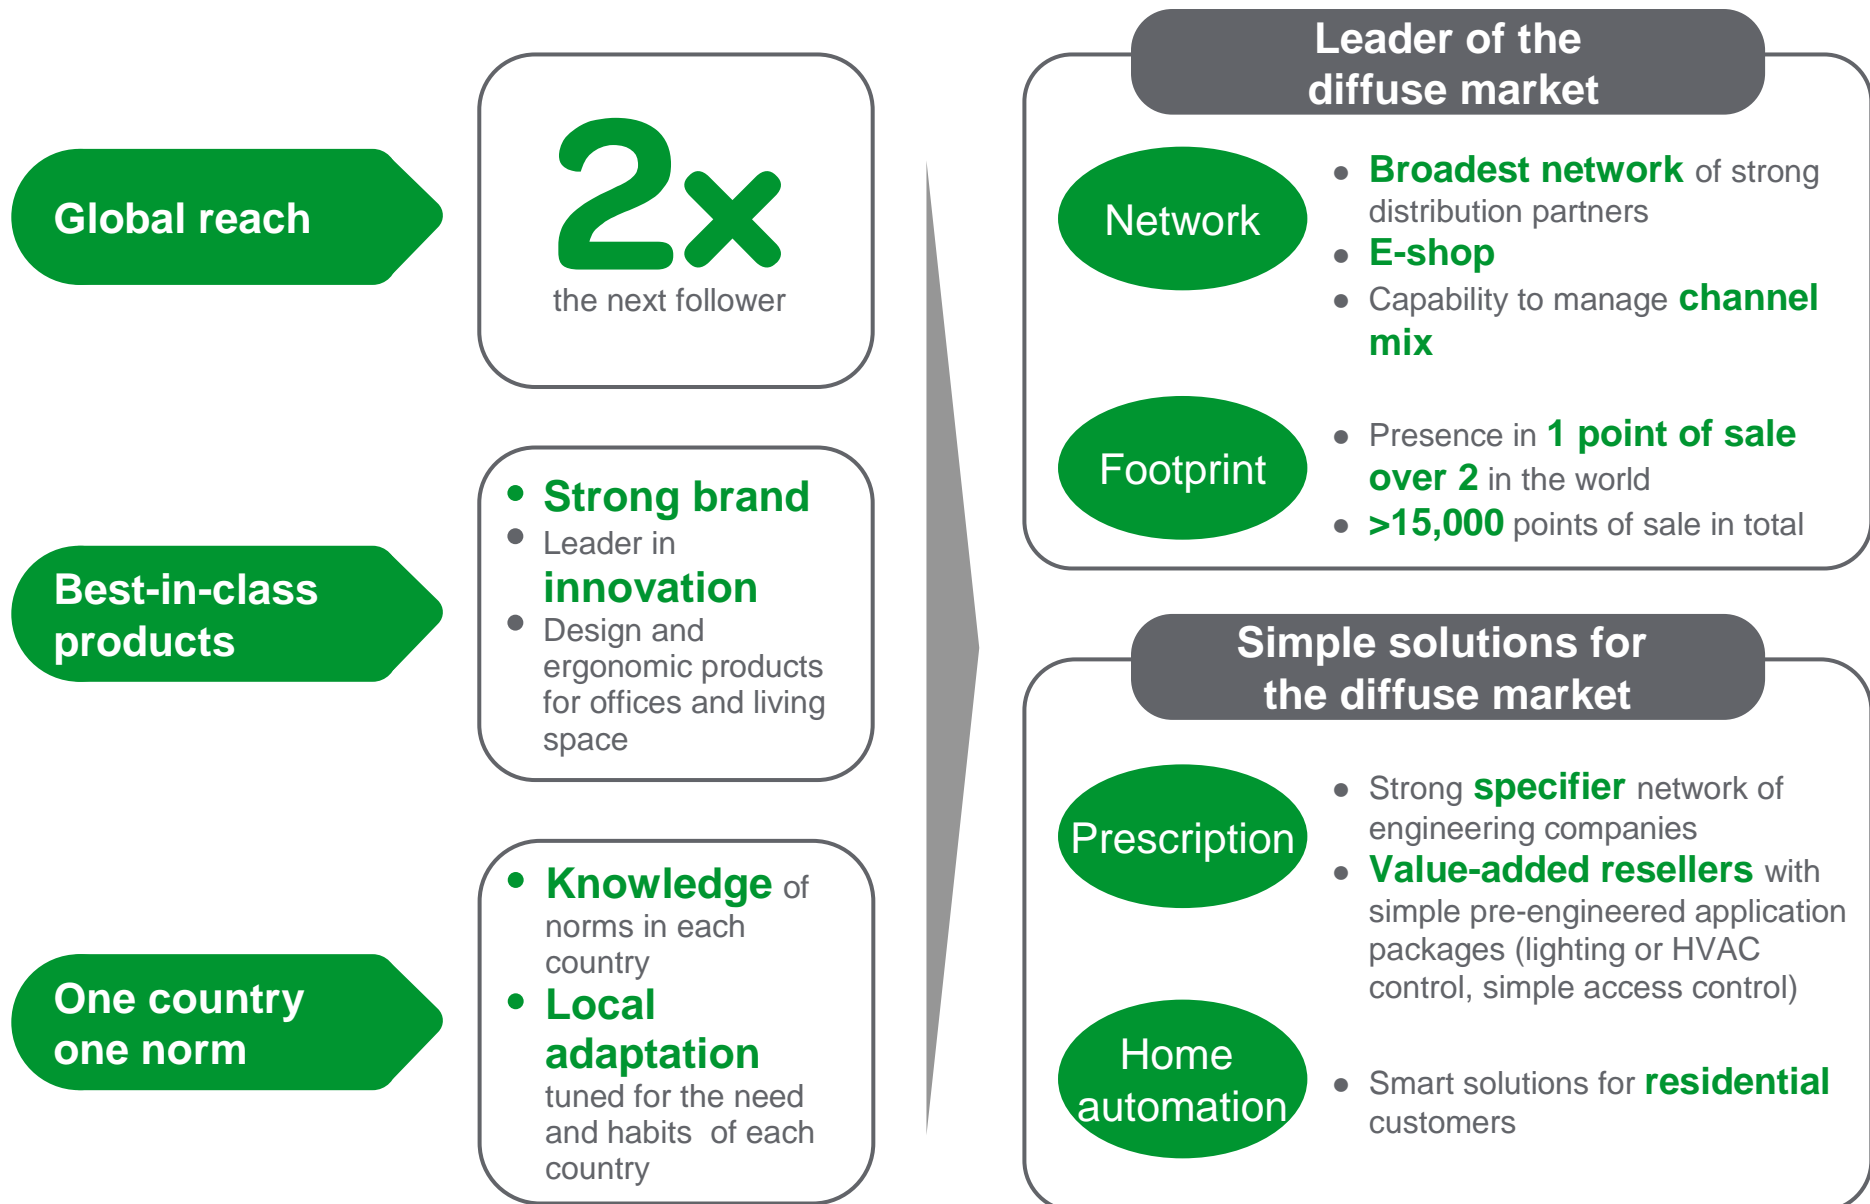 Global reach
2x
the next follower
Best-in-class
products
● Strong brand
● Leader in
innovation
● Design and
ergonomic products
for offices and living
space
One country
one norm
● Knowledge of
norms in each
country
● Local
adaptation
tuned for the need
and habits of each
country
Leader of the
diffuse market
Network
● Broadest network of strong
distribution partners
● E-shop
● Capability to manage channel
mix
Footprint
● Presence in 1 point of sale
over 2 in the world
● >15,000 points of sale in total
Simple solutions for
the diffuse market
Prescription
● Strong specifier network of
engineering companies
● Value-added resellers with
simple pre-engineered application
packages (lighting or HVAC
control, simple access control)
Home
automation
● Smart solutions for residential
customers